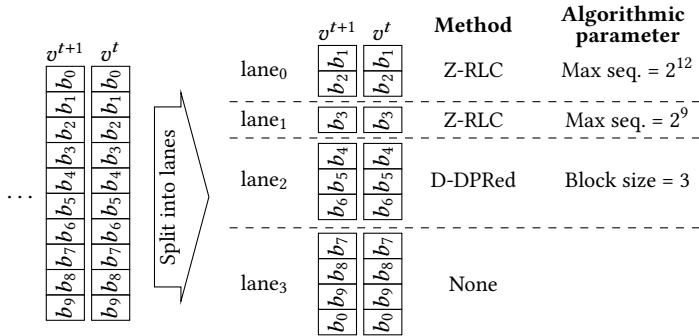 v^{t+1} v^t
b_0 b_0
b_1 b_1
b_2 b_2
b_3 b_3
b_4 b_4
b_5 b_5
b_6 b_6
b_7 b_7
b_8 b_8
b_9 b_9
...
Split into lanes
v^{t+1} v^t Method Algorithmic
parameter
lane_0 Z-RLC Max seq. = 2^{12}
b_1 b_1
b_2 b_2
lane_1 b_3 b_3 Z-RLC Max seq. = 2^9
b_4 b_4
lane_2 b_5 b_5 D-DPRed Block size = 3
b_6 b_6
b_7 b_7
b_8 b_8
lane_3 None
b_9 b_9
b_0 b_0